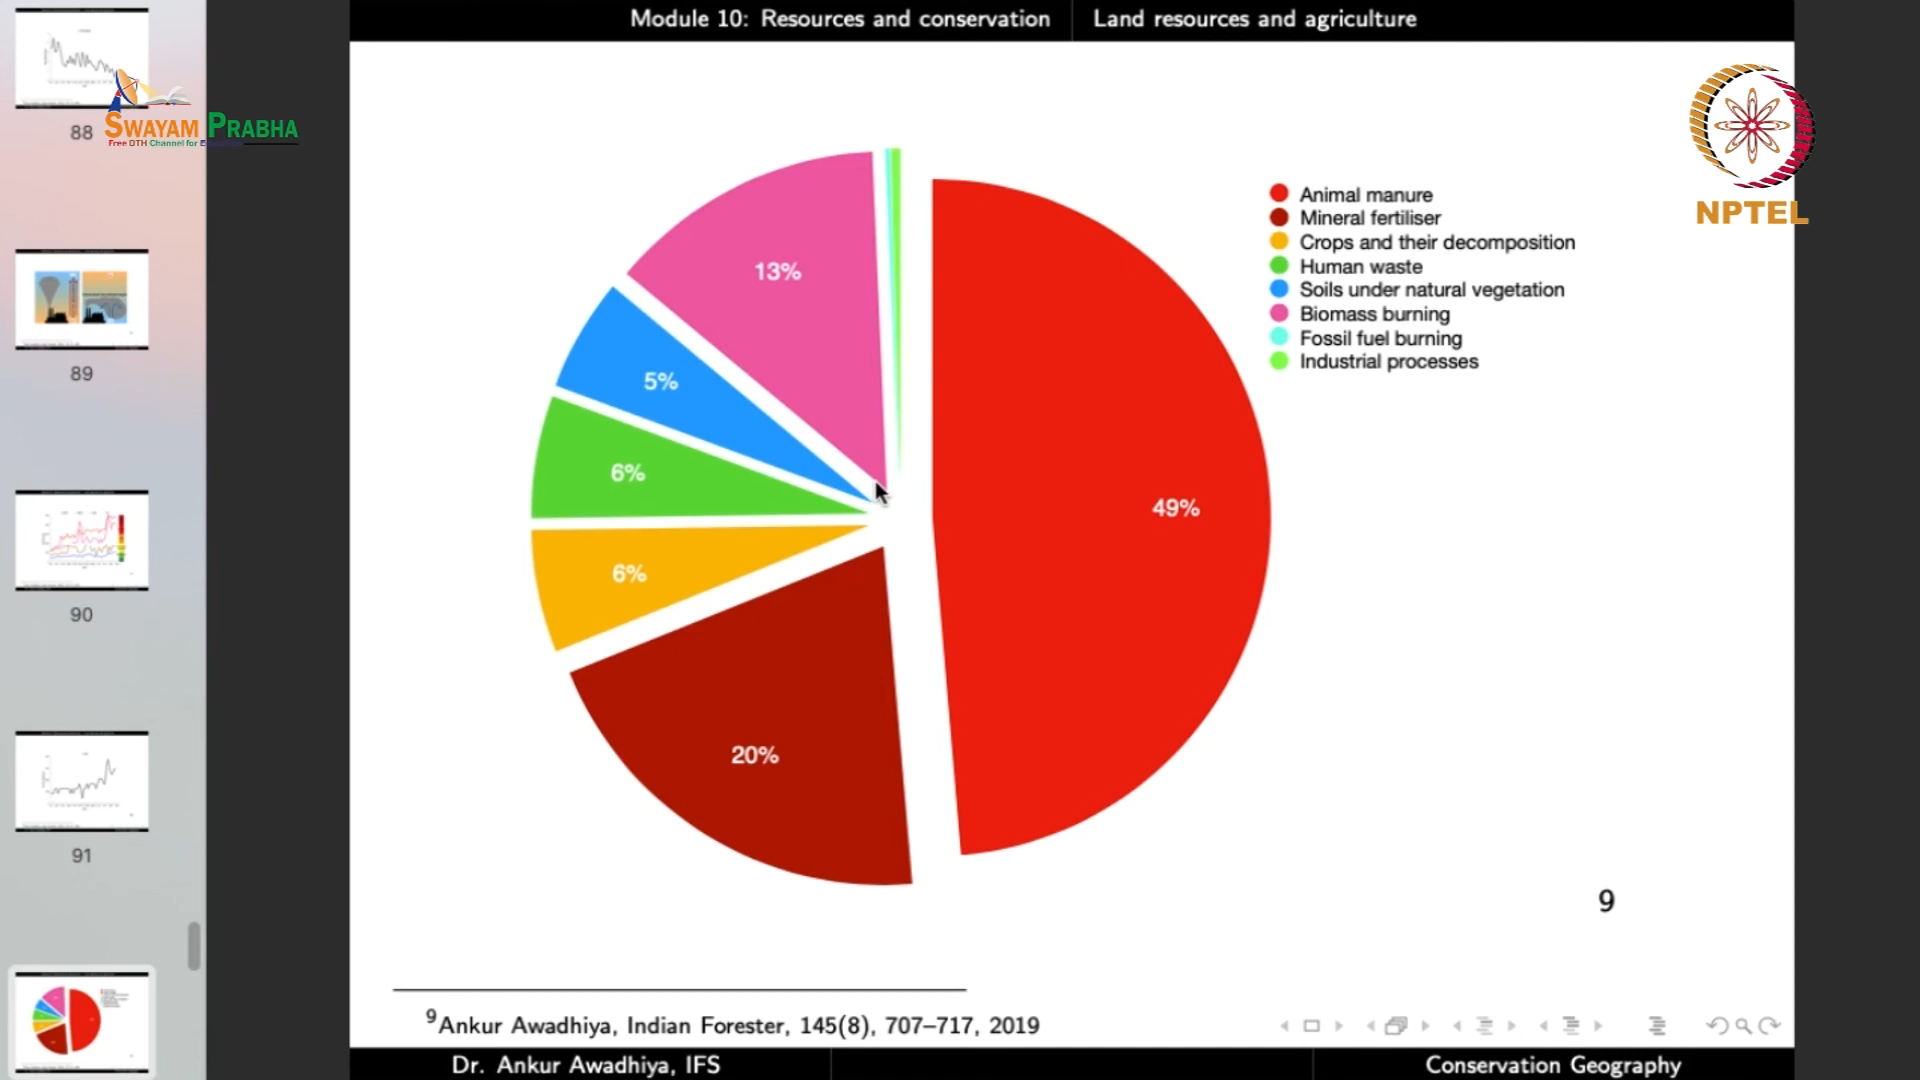 Module 10: Resources and conservation
Land resources and agriculture
88
SWAYAM PRABHA
Free DTH Channel for
NPTEL
Animal manure
Mineral fertiliser
Crops and their decomposition
Human waste
Soils under natural vegetation
Biomass burning
Fossil fuel burning
Industrial processes
13%
5%
6%
49%
6%
20%
89
90
91
9
9Ankur Awadhiya, Indian Forester, 145(8), 707–717, 2019
Dr. Ankur Awadhiya, IFS
Conservation Geography